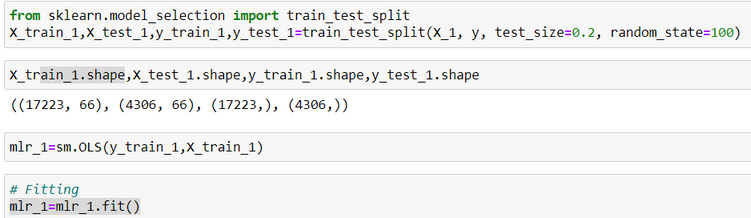 from sklearn.model_selection import train_test_split
X_train_1,X_test_1,y_train_1,y_test_1=train_test_split(X_1, y, test_size=0.2, random_state=100)
X_train_1.shape,X_test_1.shape,y_train_1.shape,y_test_1.shape
((17223, 66), (4306, 66), (17223,), (4306,))
mlr_1=sm.OLS(y_train_1,X_train_1)
# Fitting
mlr_1=mlr_1.fit()